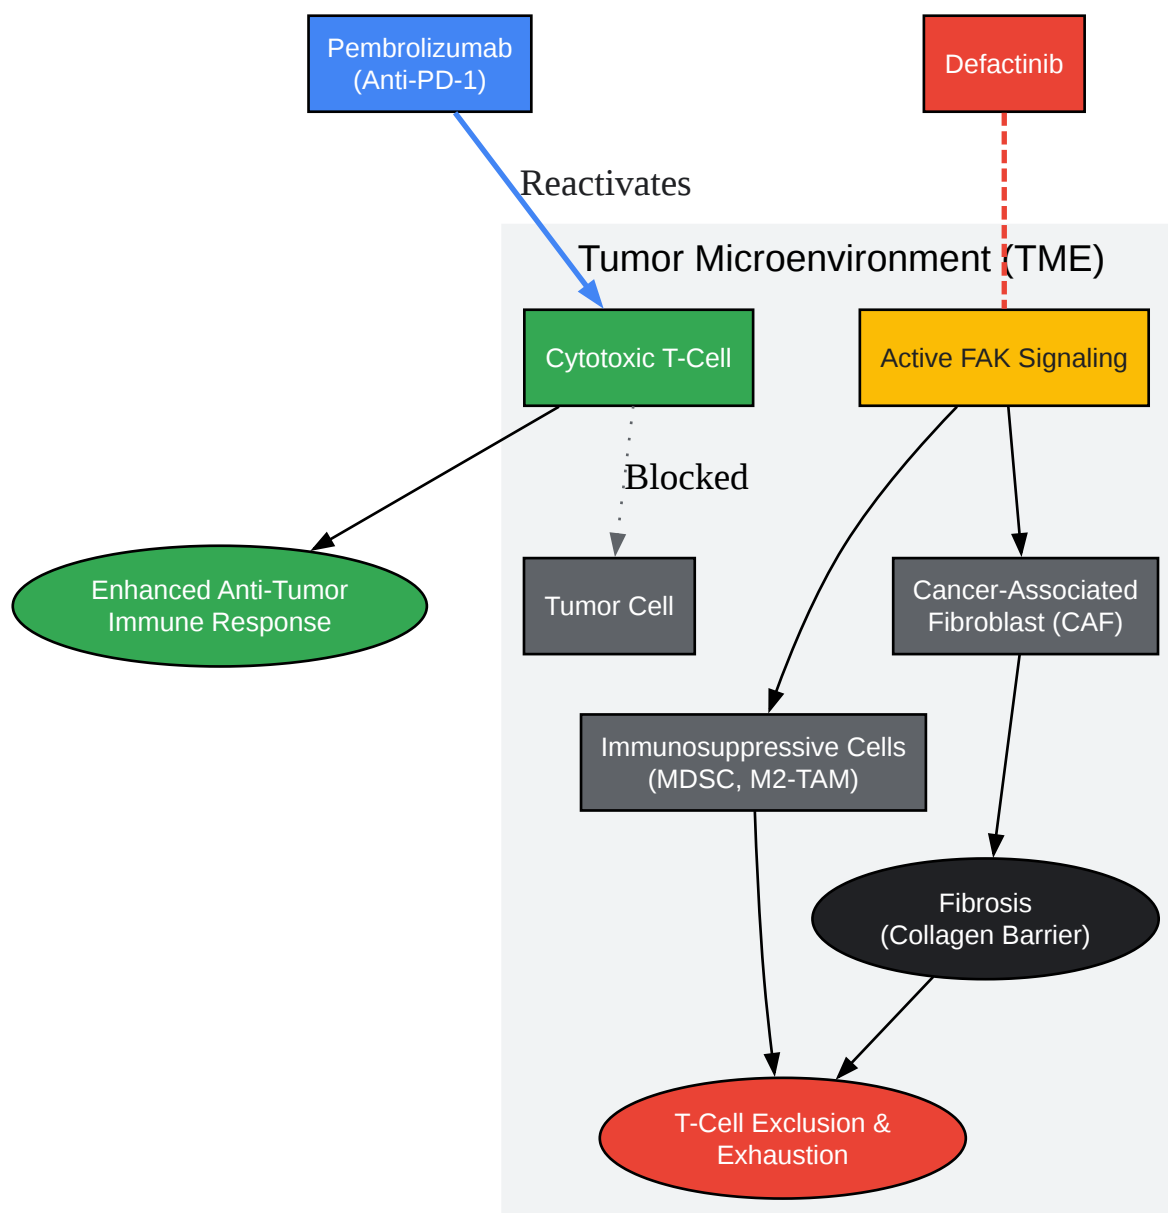 Pembrolizumab
(Anti-PD-1)
Defactinib
Reactivates
Tumor Microenvironment (TME)
Cytotoxic T-Cell
Active FAK Signaling
Blocked
Enhanced Anti-Tumor
Immune Response
Tumor Cell
Cancer-Associated
Fibroblast (CAF)
Immunosuppressive Cells
(MDSC, M2-TAM)
Fibrosis
(Collagen Barrier)
T-Cell Exclusion &
Exhaustion